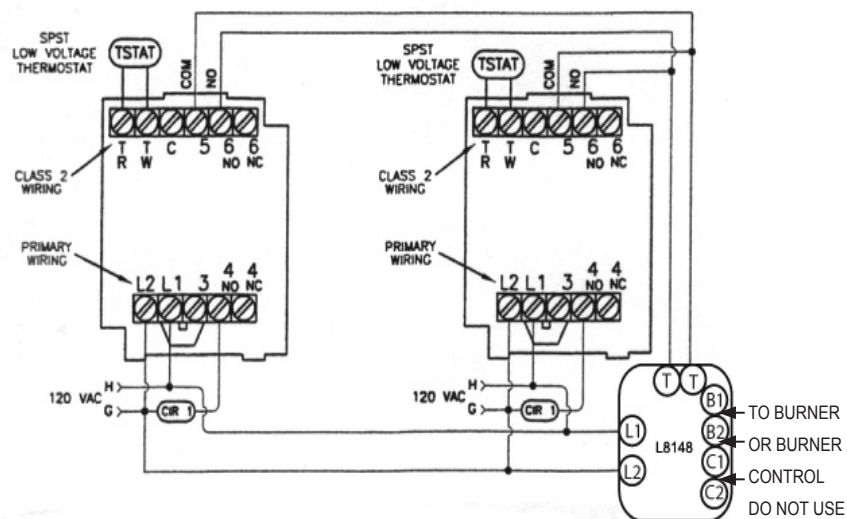 SPST
LOW VOLTAGE
THERMOSTAT
TSTAT
COM
NO
T T C 5 6 6
R W NO NC
CLASS 2
WIRING
PRIMARY
WIRING
L2 L1 3 4 4
NO NC
120 VAC
H
G
CIR 1
SPST
LOW VOLTAGE
THERMOSTAT
TSTAT
COM
NO
T T C 5 6 6
R W NO NC
CLASS 2
WIRING
PRIMARY
WIRING
L2 L1 3 4 4
NO NC
120 VAC
H
G
CIR 1
T T
L1
L2
L8148
B1
B2
C1
C2
TO BURNER
OR BURNER
CONTROL
DO NOT USE